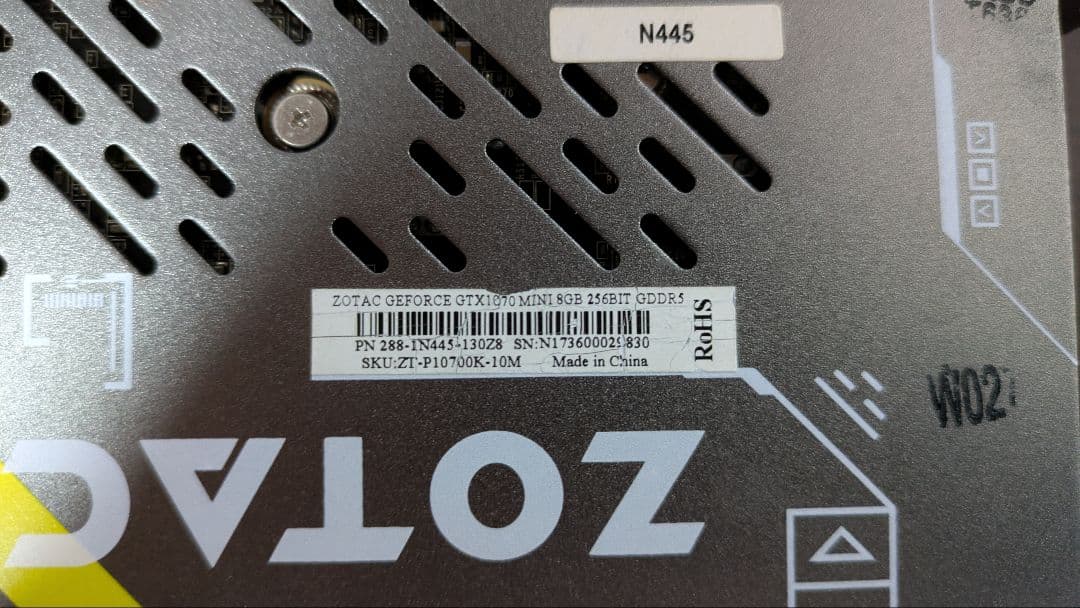 N445
ZOTAC GEFORCE GTX1070 MINI 8GB 256BIT GDDR5
PN 288-1N445-130Z8 SN:N173600029830
SKU:ZT-P10700K-10M Made in China
RoHS
W02
ZOTAC